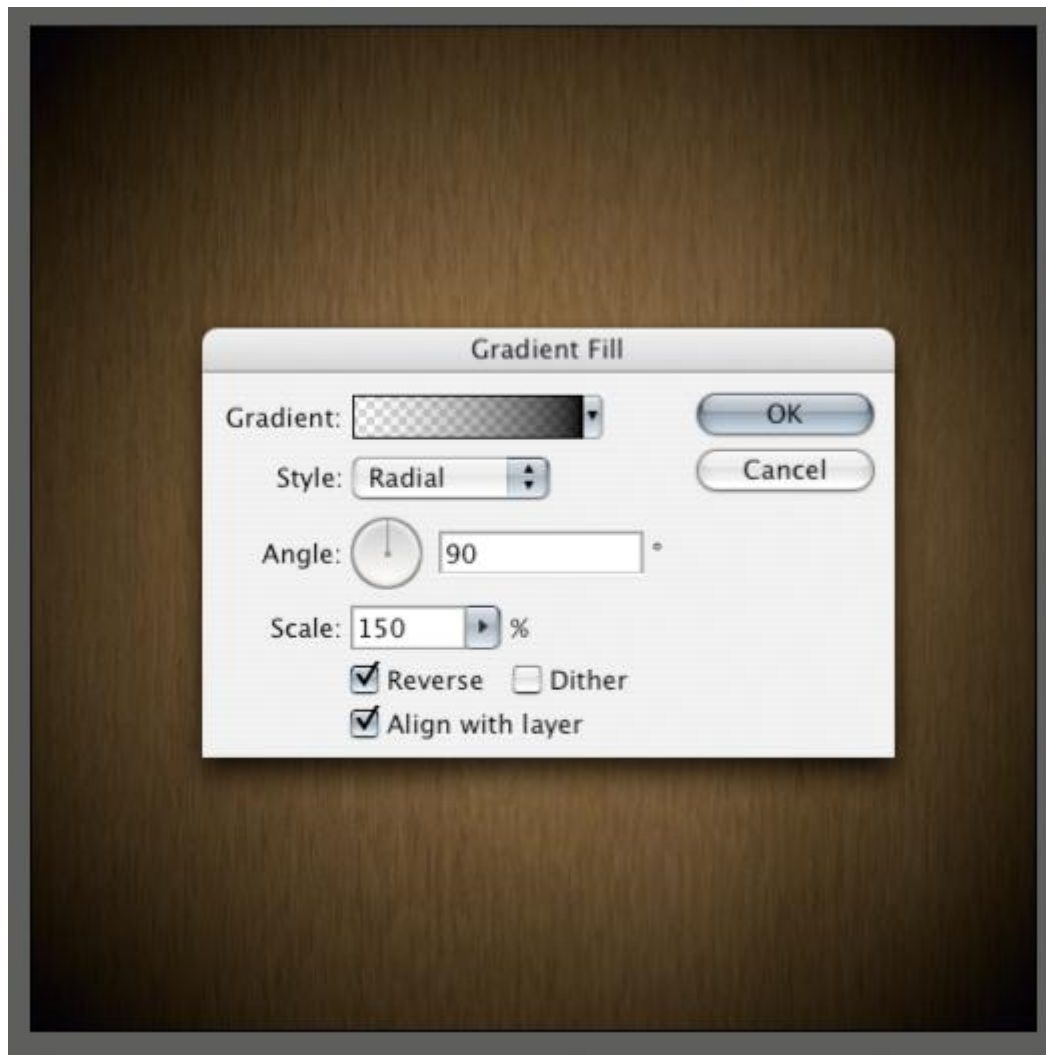 Gradient Fill
Gradient:
OK
Style: Radial
Cancel
Angle: 90 °
Scale: 150 %
Reverse Dither
Align with layer